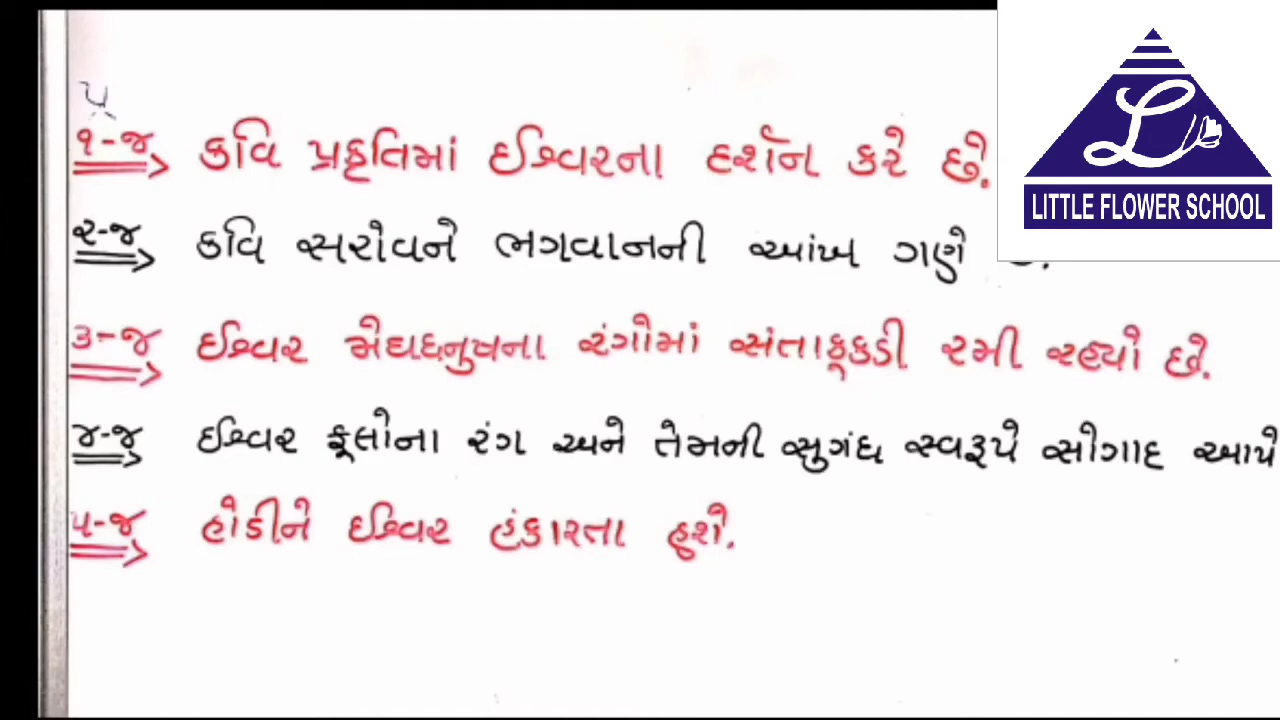 ૫
૧-જ કવિ પ્રકૃતિમાં ઈશ્વરના દર્શન કરે છે.
૨-જ કવિ સરોવને ભગવાનની આંખ ગણે
૩-જ ઈશ્વર મેઘધનુષના રંગોમાં સંતાકૂકડી રમી રહ્યો છે.
૪-જ ઈશ્વર ફૂલોના રંગ અને તેમની સુગંધ સ્વરૂપે સોગાદ આપે
૫-જ હોડીને ઈશ્વર હંકારતા હશે.
L
LITTLE FLOWER SCHOOL